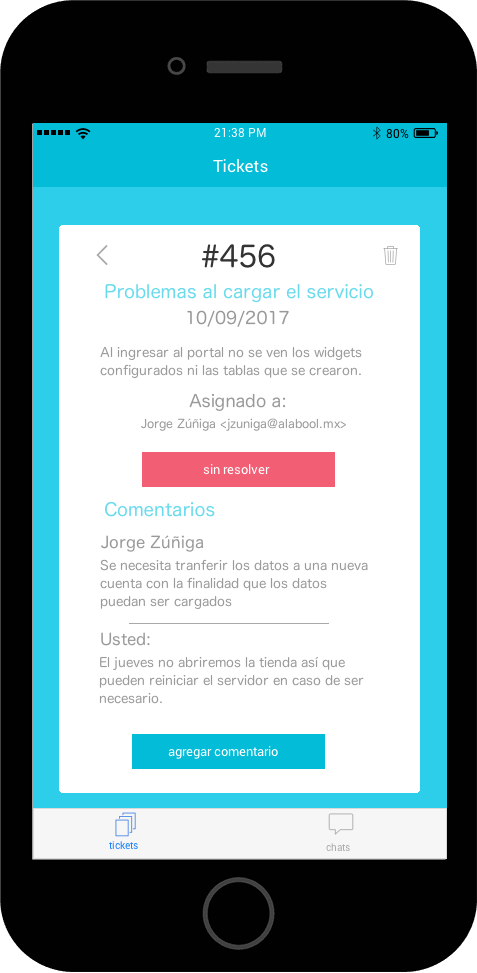 21:38 PM
80%
Tickets
#456
Problemas al cargar el servicio
10/09/2017
Al ingresar al portal no se ven los widgets
configurados ni las tablas que se crearon.
Asignado a:
Jorge Zúñiga <jzuniga@alabool.mx>
sin resolver
Comentarios
Jorge Zúñiga
Se necesita tranferir los datos a una nueva
cuenta con la finalidad que los datos
puedan ser cargados
Usted:
El jueves no abriremos la tienda así que
pueden reiniciar el servidor en caso de ser
necesario.
agregar comentario
tickets
chats